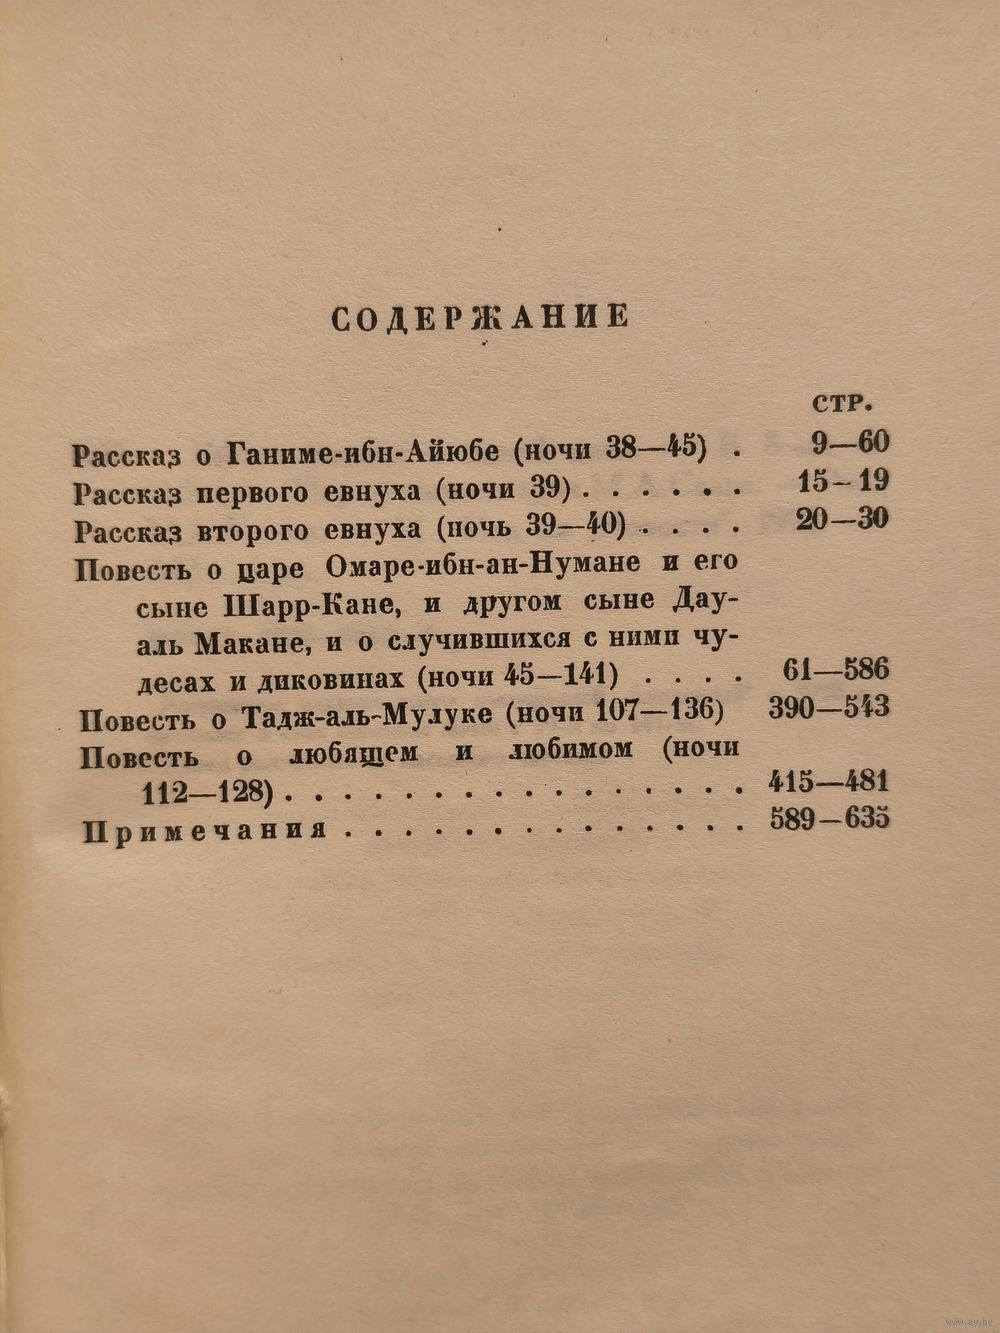 СОДЕРЖАНИЕ
СТР.
Рассказ о Ганиме-ибн-Айюбе (ночи 38—45) . 9—60
Рассказ первого евнуха (ночи 39) . . . . . . 15—19
Рассказ второго евнуха (ночь 39—40) . . . . 20—30
Повесть о царе Омаре-ибн-ан-Нумане и его
сыне Шарр-Кане, и другом сыне Дау-
аль Макане, и о случившихся с ними чу-
десах и диковинах (ночи 45—141) . . . . 61—586
Повесть о Тадж-аль-Мулуке (ночи 107—136) 390—543
Повесть о любящем и любимом (ночи
112—128) . . . . . . . . . . . . . . . . 415—481
Примечания . . . . . . . . . . . . . . 589—635
www.ay.by